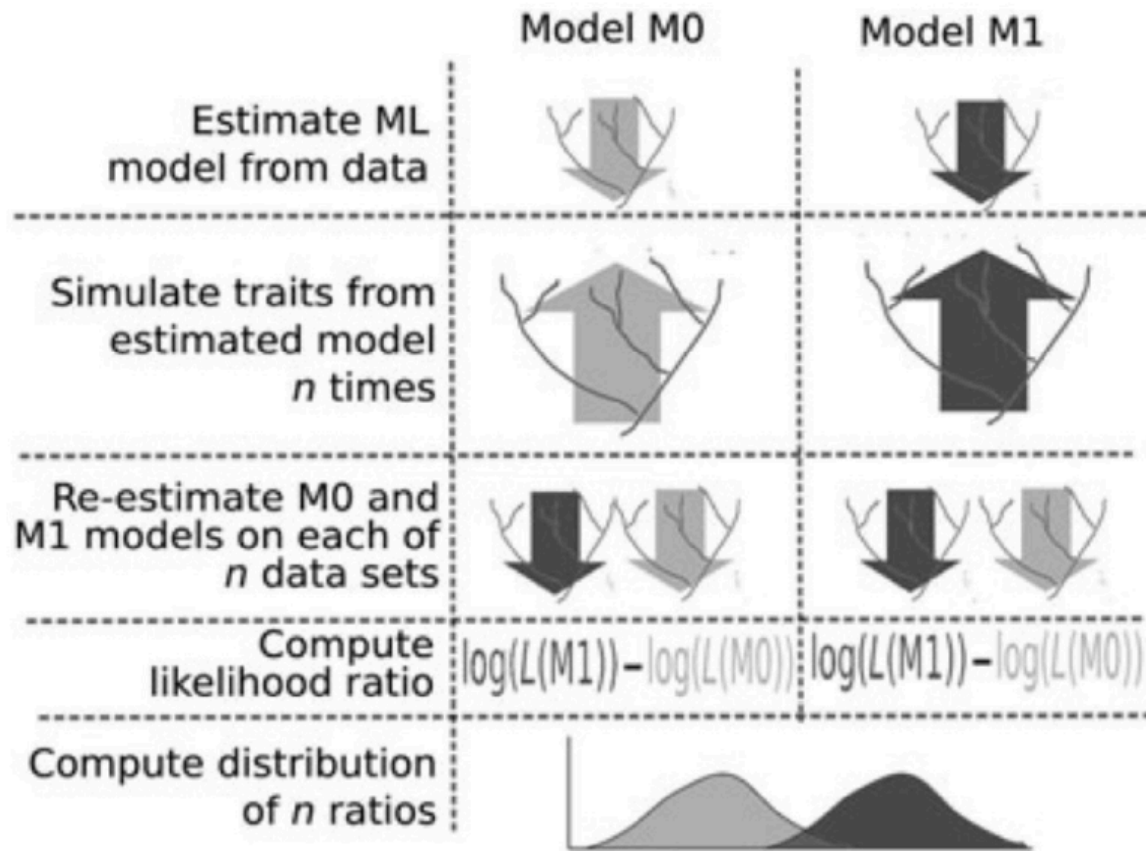 Model M0
Model M1
Estimate ML
model from data
Simulate traits from
estimated model
n times
Re-estimate M0 and
M1 models on each of
n data sets
Compute
likelihood ratio
log(L(M1))–log(L(M0))
log(L(M1))–log(L(M0))
Compute distribution
of n ratios